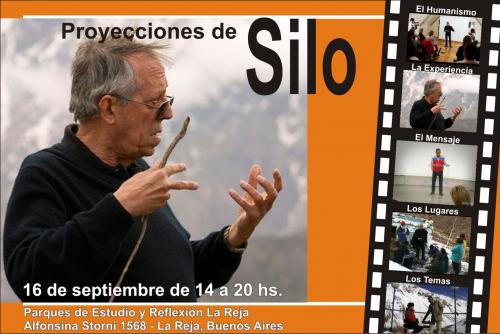 Proyecciones de
Silo
El Humanismo
La Experiencia
El Mensaje
Los Lugares
Los Temas
16 de septiembre de 14 a 20 hs.
Parques de Estudio y Reflexión La Reja
Alfonsina Storni 1568 - La Reja, Buenos Aires